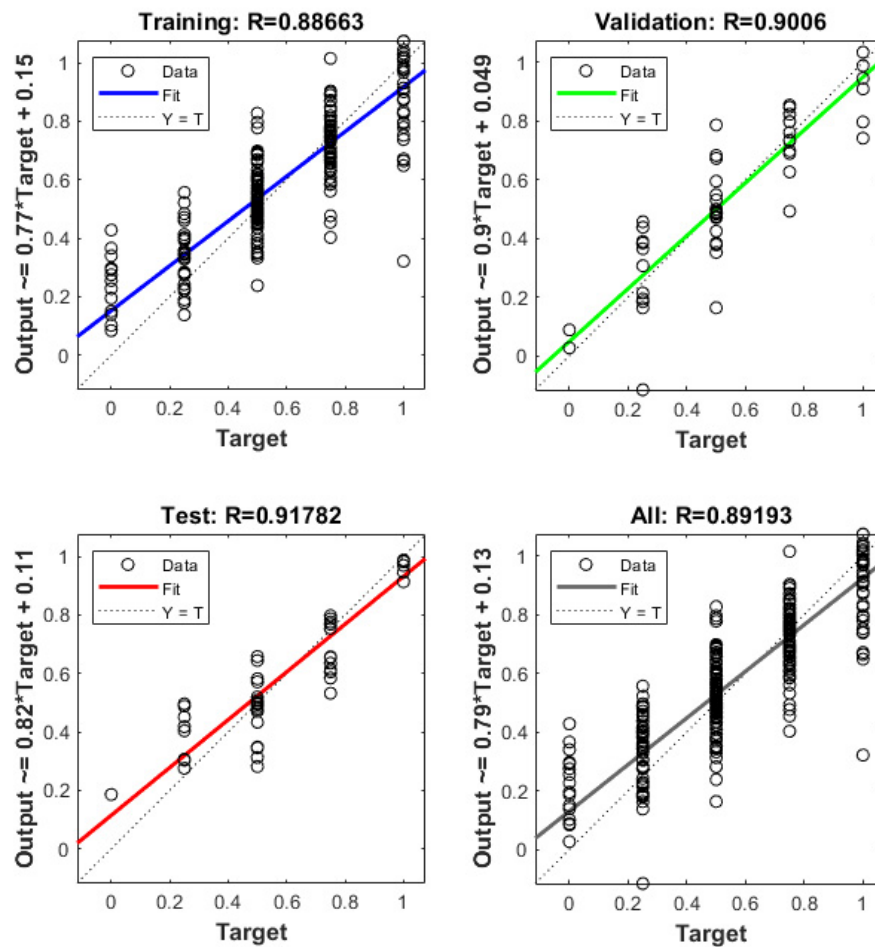 Training: R=0.88663
Output ~= 0.77*Target + 0.15
Data
Fit
Y = T
1
0.8
0.6
0.4
0.2
0
0 0.2 0.4 0.6 0.8 1
Target
Validation: R=0.9006
Output ~= 0.9*Target + 0.049
Data
Fit
Y = T
1
0.8
0.6
0.4
0.2
0
0 0.2 0.4 0.6 0.8 1
Target
Test: R=0.91782
Output ~= 0.82*Target + 0.11
Data
Fit
Y = T
1
0.8
0.6
0.4
0.2
0
0 0.2 0.4 0.6 0.8 1
Target
All: R=0.89193
Output ~= 0.79*Target + 0.13
Data
Fit
Y = T
1
0.8
0.6
0.4
0.2
0
0 0.2 0.4 0.6 0.8 1
Target